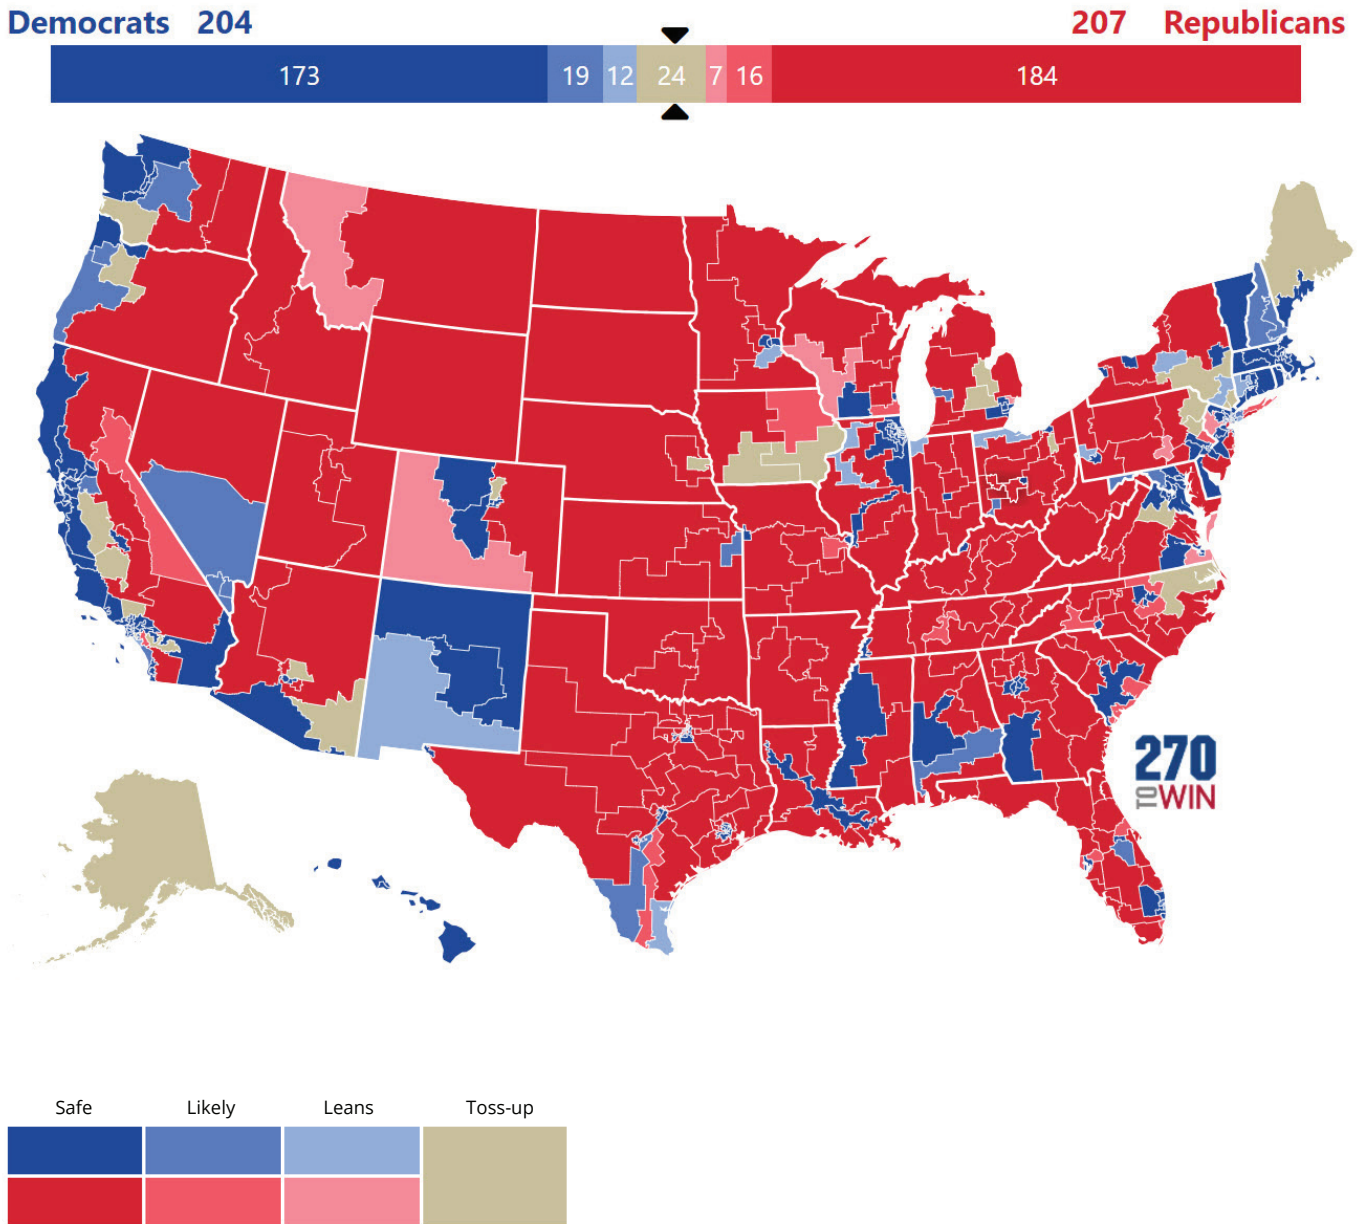 Democrats 204
207 Republicans
173 19 12 24 7 16 184
270
TO WIN
Safe Likely Leans Toss-up